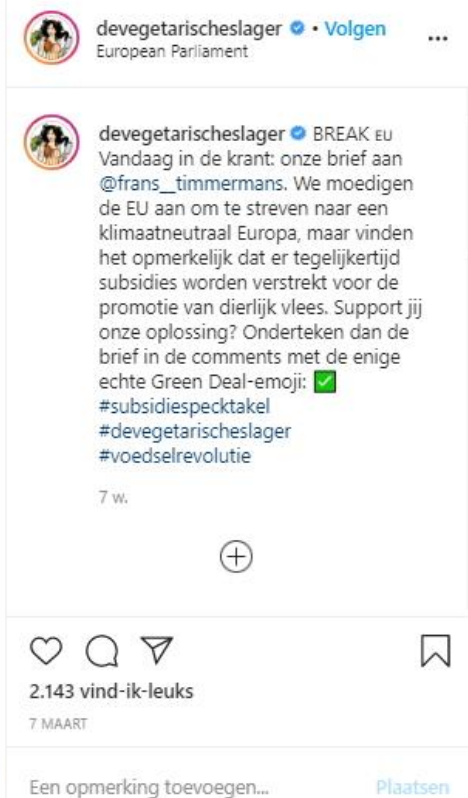 devegetarischeslager • Volgen
European Parliament
devegetarischeslager BREAK EU
Vandaag in de krant: onze brief aan
@frans__timmermans. We moedigen
de EU aan om te streven naar een
klimaatneutraal Europa, maar vinden
het opmerkelijk dat er tegelijkertijd
subsidies worden verstrekt voor de
promotie van dierlijk vlees. Support jij
onze oplossing? Onderteken dan de
brief in de comments met de enige
echte Green Deal-emoji: ✅
#subsidiespecktakel
#devegetarischeslager
#voedselrevolutie
7 w.
2.143 vind-ik-leuks
7 MAART
Een opmerking toevoegen... Plaatsen